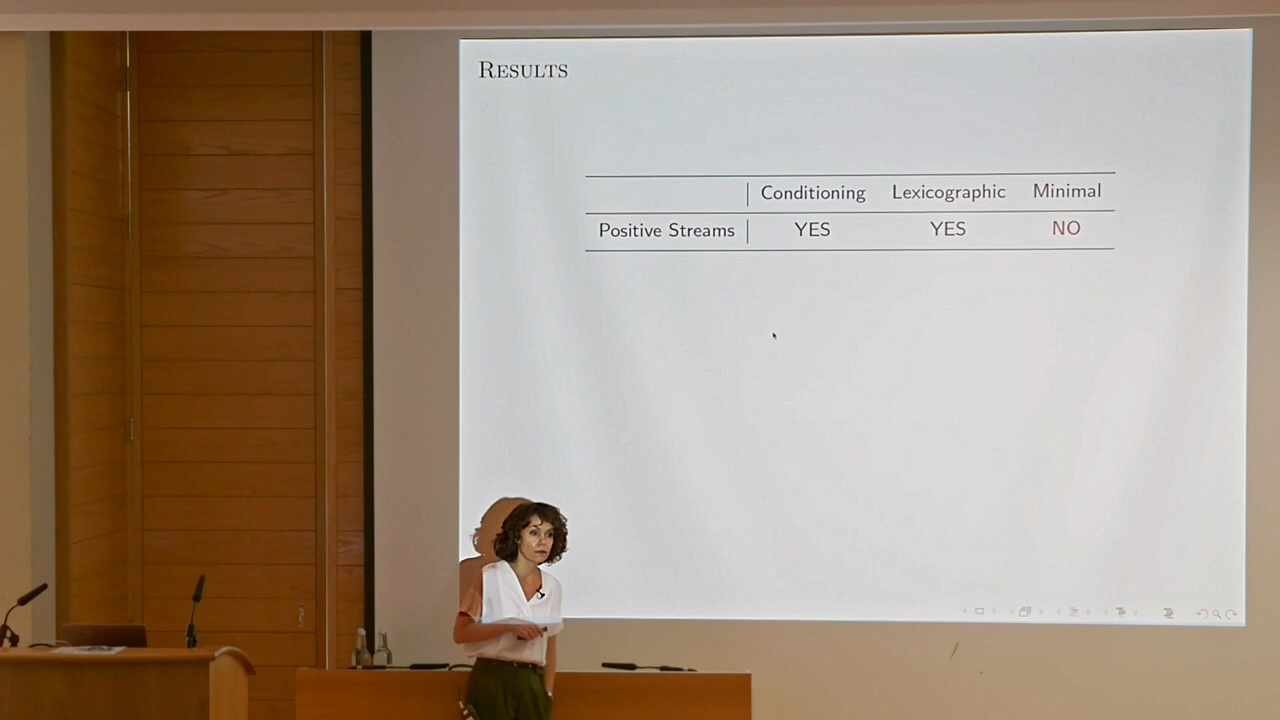 Results
Conditioning Lexicographic Minimal
Positive Streams YES YES NO